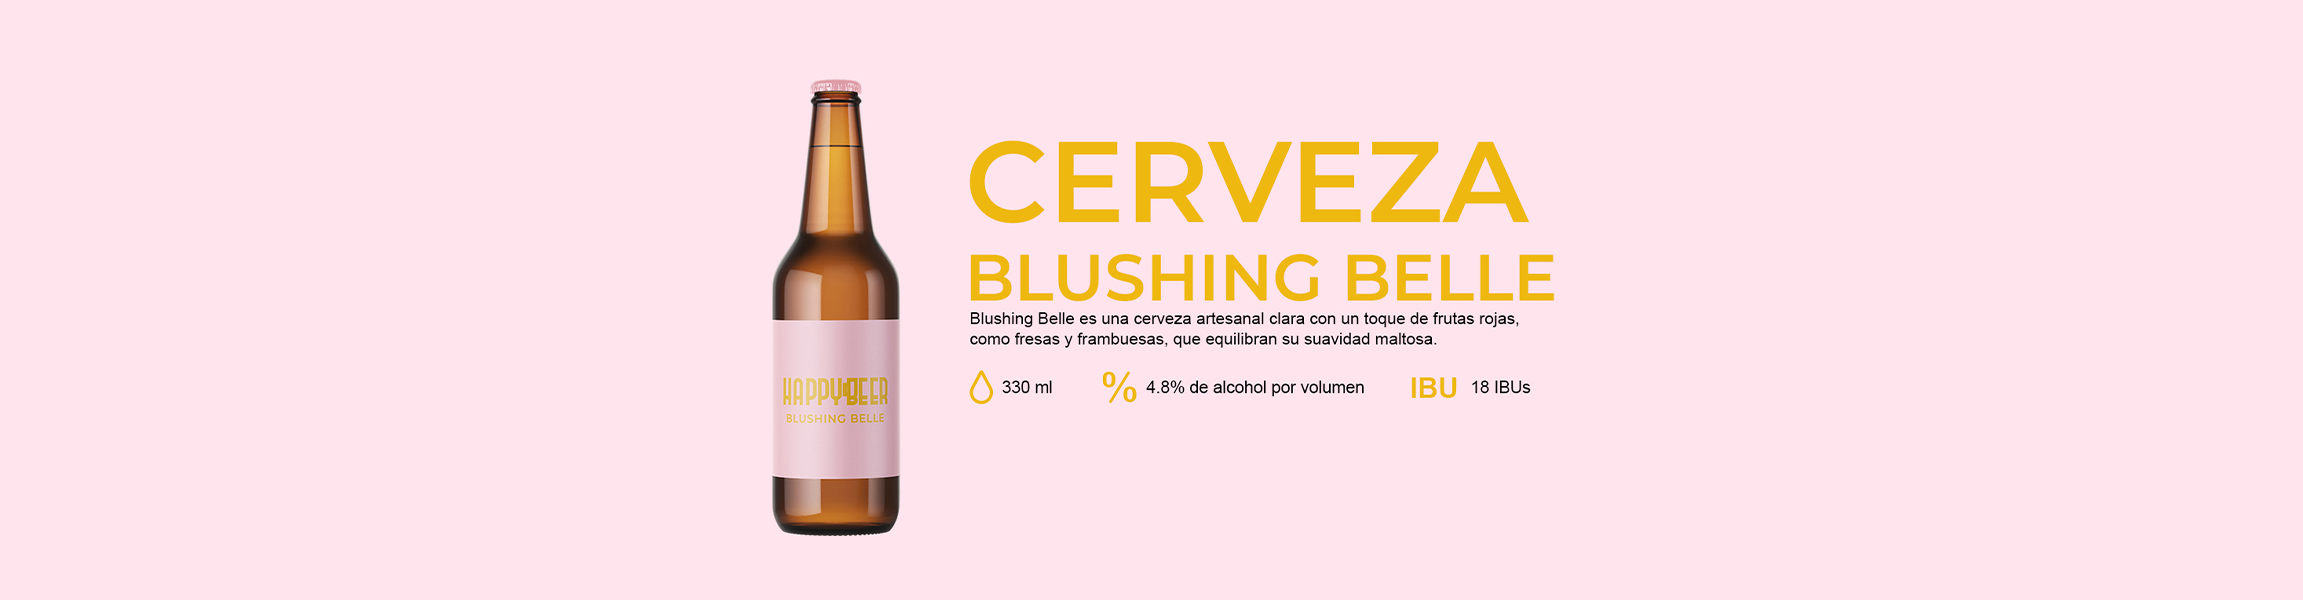 CERVEZA
BLUSHING BELLE
Blushing Belle es una cerveza artesanal clara con un toque de frutas rojas,
como fresas y frambuesas, que equilibran su suavidad maltosa.
330 ml
% 4.8% de alcohol por volumen
IBU 18 IBUs
HAPPY BEER
BLUSHING BELLE